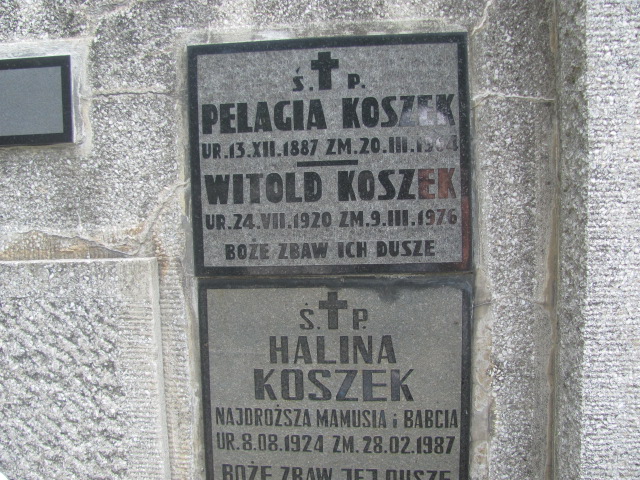 Ś. P.
PELAGIA KOSZEK
UR.13.XII.1887 ZM.20.III.1964
WITOLD KOSZEK
UR.24.VII.1920 ZM.9.III.1976
BOŻE ZBAW ICH DUSZE
Ś. P.
HALINA
KOSZEK
NAJDROŻSZA MAMUSIA i BABCIA
UR.8.08.1924 ZM.28.02.1987
BOŻE ZBAW JEJ DUSZE